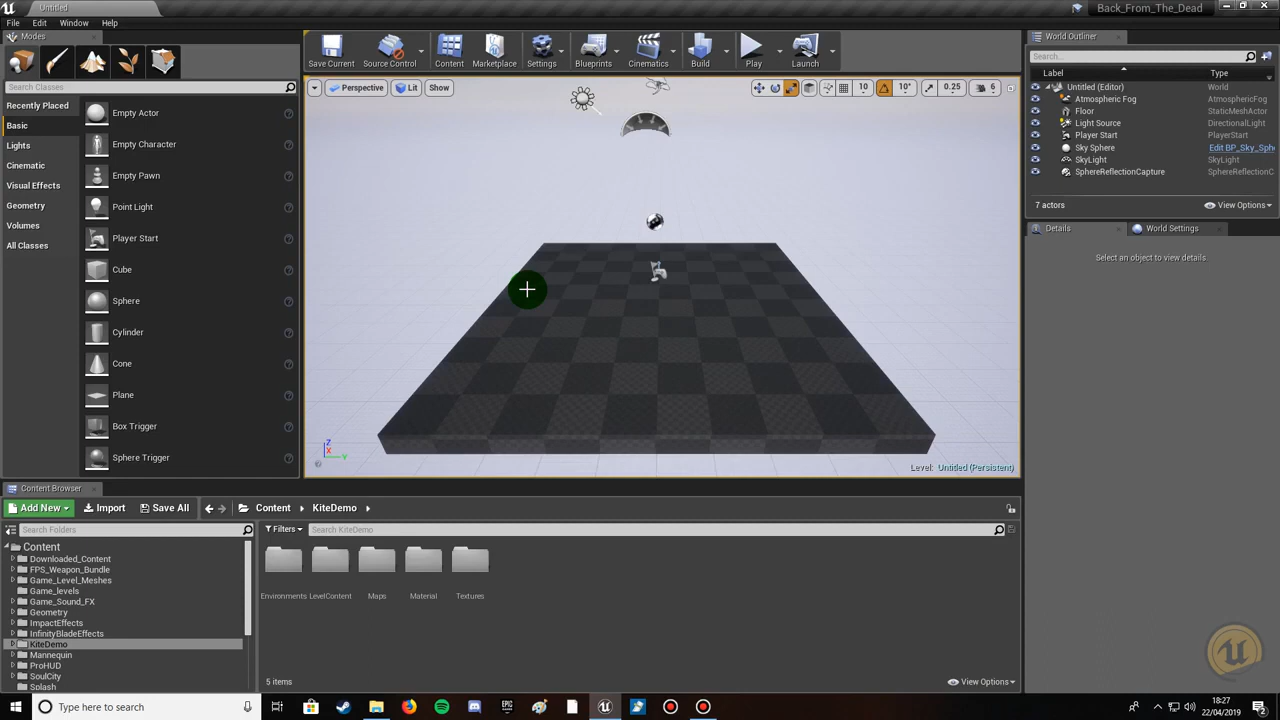 Untitled
Back_From_The_Dead
File Edit Window Help
Modes
Search Classes
Recently Placed
Basic
Lights
Cinematic
Visual Effects
Geometry
Volumes
All Classes
Empty Actor
Empty Character
Empty Pawn
Point Light
Player Start
Cube
Sphere
Cylinder
Cone
Plane
Box Trigger
Sphere Trigger
Save Current
Source Control
Content
Marketplace
Settings
Blueprints
Cinematics
Build
Play
Launch
Perspective Lit Show
10 10° 0.25 6
Z
X
Y
Level: Untitled (Persistent)
World Outliner
Search...
Label Type
Untitled (Editor) World
Atmospheric Fog AtmosphericFog
Floor StaticMeshActor
Light Source DirectionalLight
Player Start PlayerStart
Sky Sphere Edit BP_Sky_Sph
SkyLight SkyLight
SphereReflectionCapture SphereReflectionC
7 actors View Options
Details World Settings
Select an object to view details.
Content Browser
Add New Import Save All Content KiteDemo
Search Folders
Filters Search KiteDemo
Content
Downloaded_Content
FPS_Weapon_Bundle
Game_Level_Meshes
Game_levels
Game_Sound_FX
Geometry
ImpactEffects
InfinityBladeEffects
KiteDemo
Mannequin
ProHUD
SoulCity
Splash
Environments LevelContent Maps Material Textures
5 items View Options
Type here to search
18:27
22/04/2019